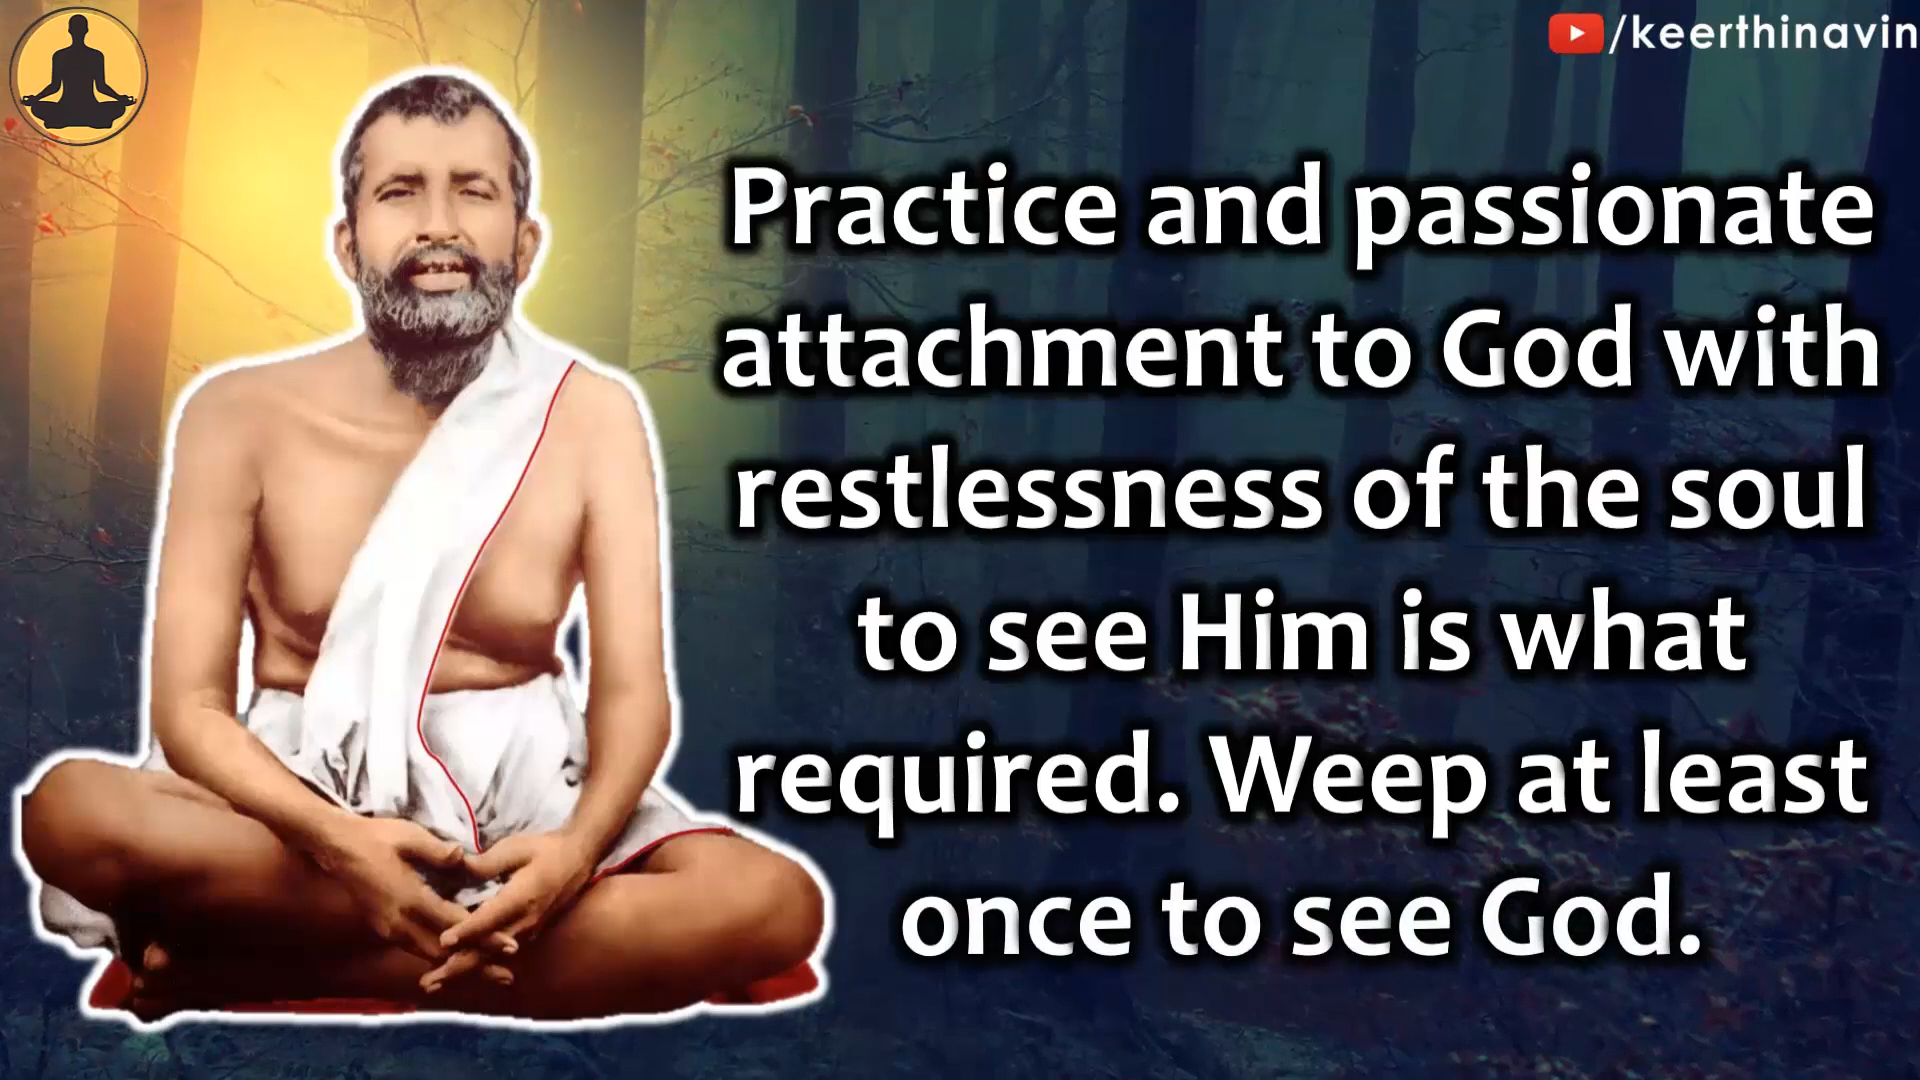 /keerthinavin
Practice and passionate
attachment to God with
restlessness of the soul
to see Him is what
required. Weep at least
once to see God.